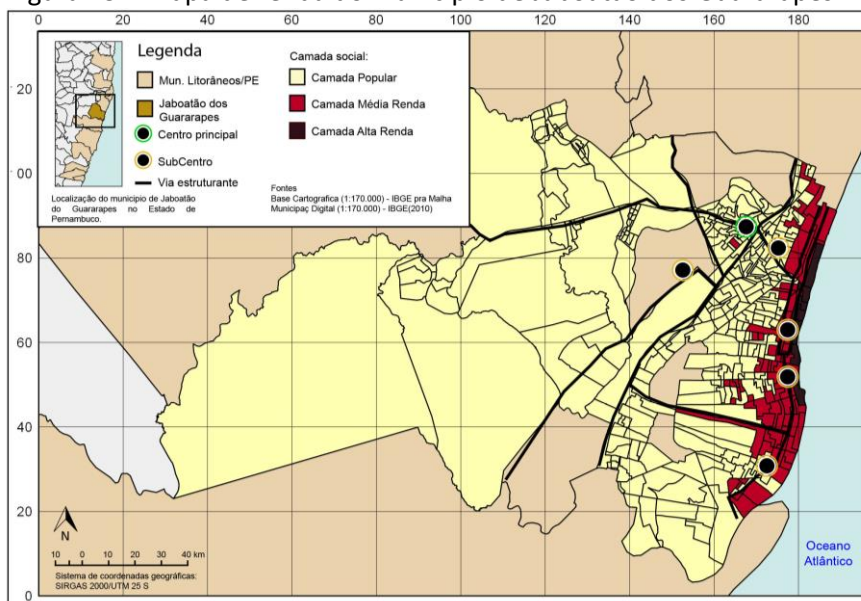 20 40 60 80 100 120 140 160 180
20
00
80
60
40
20
0
Legenda
Mun. Litorâneos/PE
Jaboatão dos
Guararapes
Centro principal
SubCentro
Via estruturante
Camada social:
Camada Popular
Camada Média Renda
Camada Alta Renda
Localização do município de Jaboatão
do Guararapes no Estado de
Pernambuco.
Fontes
Base Cartografica (1:170.000) - IBGE pra Malha
Municipaç Digital (1:170.000) - IBGE(2010)
N
10 0 10 20 30 40 km
Sistema de coordenadas geográficas:
SIRGAS 2000/UTM 25 S
Oceano
Atlântico